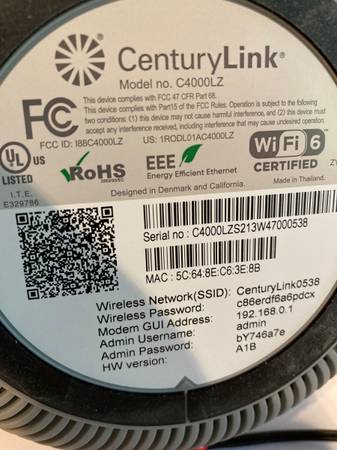 CenturyLink®
Model no. C4000LZ
FC
This device complies with FCC 47 CFR Part 68.
This device complies with Part15 of the FCC Rules. Operation is subject to the following
two conditions: (1) this device may not cause harmful interference, and (2) this device must
accept any interference received, including interference that may cause undesired operation.
FCC ID: I88C4000LZ US: 1RODL01AC4000LZ
UL US
LISTED
I.T.E.
E329786
RoHS
EEE
Energy Efficient Ethernet
Wi Fi 6
CERTIFIED
Designed in Denmark and California.
Made in Thailand.
Serial no : C4000LZS213W47000538
MAC : 5C:64:8E:C6:3E:8B
Wireless Network(SSID): CenturyLink0538
Wireless Password: c86erdf6a6pdcx
Modem GUI Address: 192.168.0.1
Admin Username: admin
Admin Password: bY746a7e
HW version: A1B